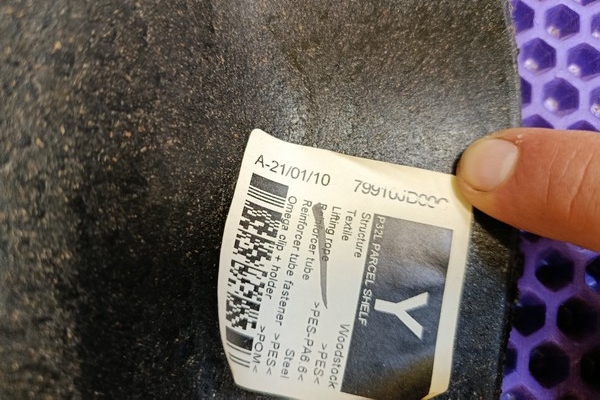 A-21/01/10
Y
P32L PARCEL SHELF
Structure Woodstock
Textile >PES<
Lifting rope >PES-PA6.6<
Reinforcer tube Steel
Reinforcer tube fastener >PES<
Omega clip + holder >POM<